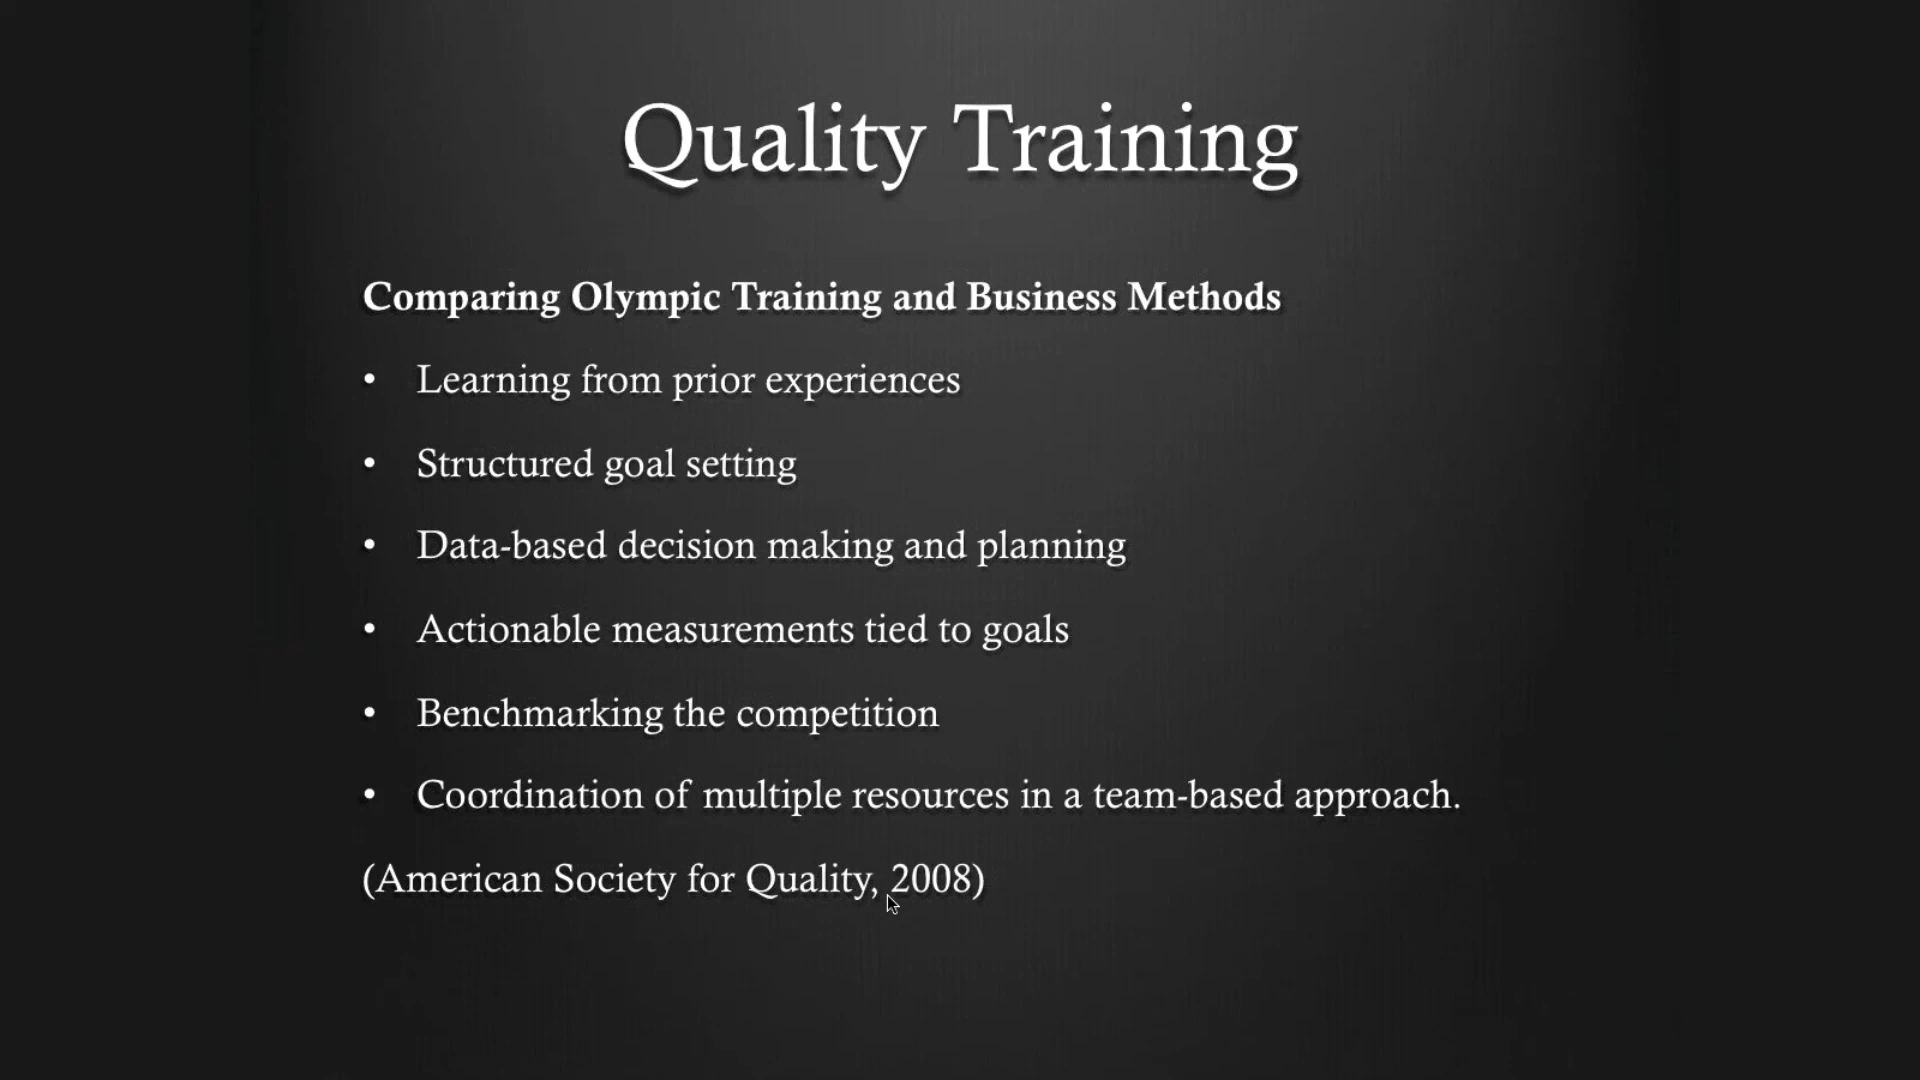 Quality Training
Comparing Olympic Training and Business Methods
• Learning from prior experiences
• Structured goal setting
• Data-based decision making and planning
• Actionable measurements tied to goals
• Benchmarking the competition
• Coordination of multiple resources in a team-based approach.
(American Society for Quality, 2008)